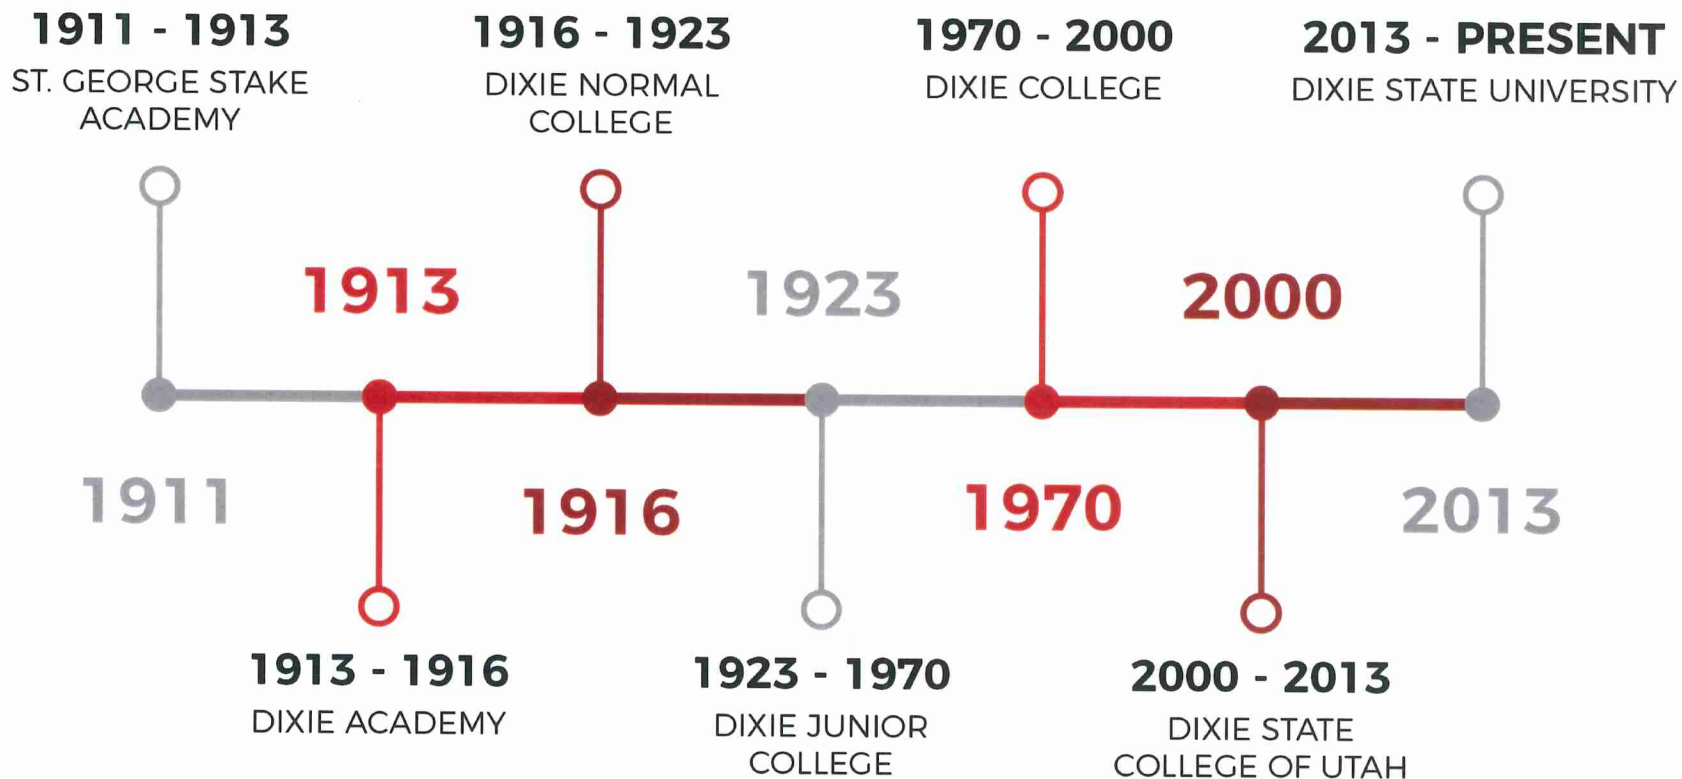 1911 - 1913
ST. GEORGE STAKE
ACADEMY
1916 - 1923
DIXIE NORMAL
COLLEGE
1970 - 2000
DIXIE COLLEGE
2013 - PRESENT
DIXIE STATE UNIVERSITY
1913
1923
2000
1911
1916
1970
2013
1913 - 1916
DIXIE ACADEMY
1923 - 1970
DIXIE JUNIOR
COLLEGE
2000 - 2013
DIXIE STATE
COLLEGE OF UTAH